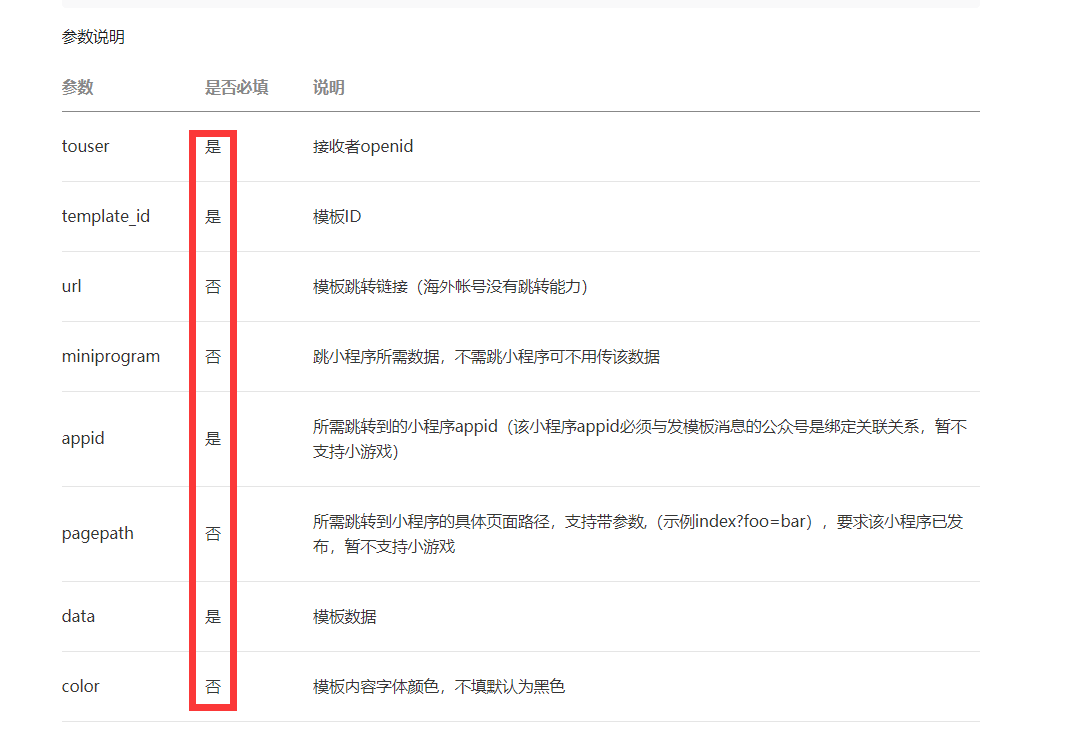 参数说明
参数 是否必填 说明
touser 是 接收者openid
template_id 是 模板ID
url 否 模板跳转链接（海外帐号没有跳转能力）
miniprogram 否 跳小程序所需数据，不需跳小程序可不用传该数据
appid 是 所需跳转到的小程序appid（该小程序appid必须与发模板消息的公众号是绑定关联关系，暂不
支持小游戏）
pagepath 否 所需跳转到小程序的具体页面路径，支持带参数,（示例index?foo=bar），要求该小程序已发
布，暂不支持小游戏
data 是 模板数据
color 否 模板内容字体颜色，不填默认为黑色